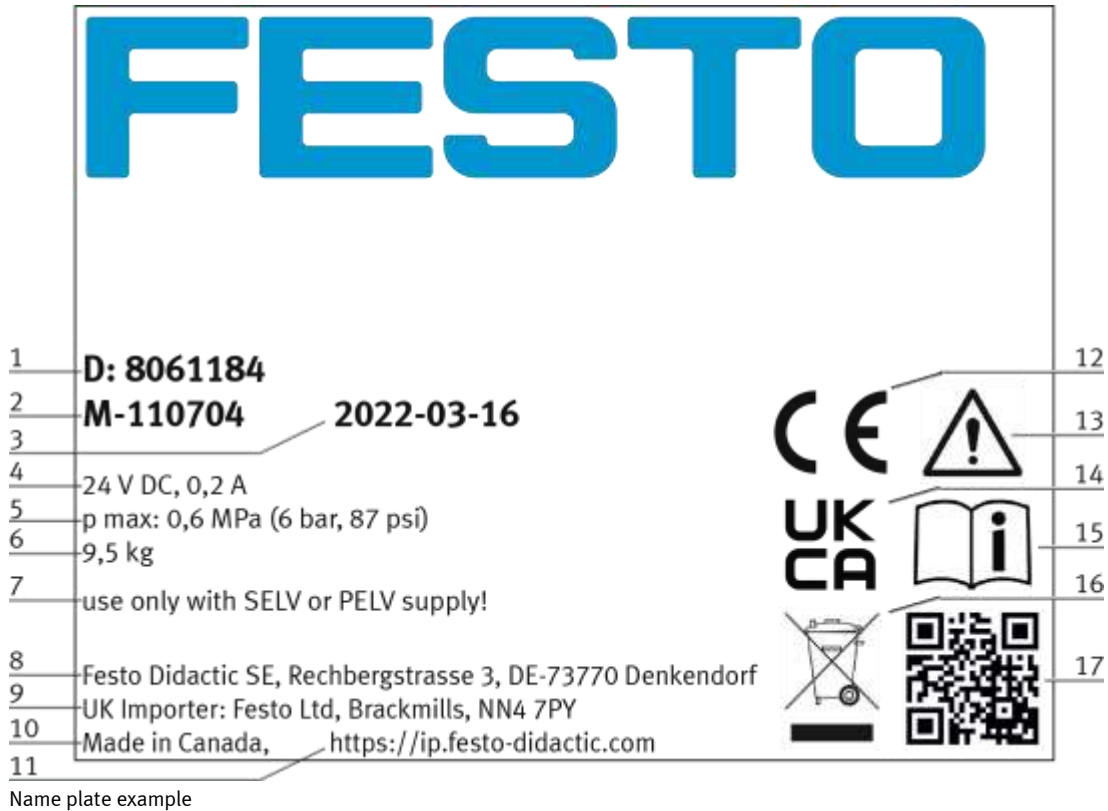 FESTO
1 D: 8061184 12
2 M-110704 2022-03-16 CE 13
3
4 24 V DC, 0,2 A 14
5 p max: 0,6 MPa (6 bar, 87 psi) UK i 15
6 9,5 kg CA 16
7 use only with SELV or PELV supply!
8 Festo Didactic SE, Rechbergstrasse 3, DE-73770 Denkendorf 17
9 UK Importer: Festo Ltd, Brackmills, NN4 7PY
10 Made in Canada, https://ip.festo-didactic.com
11
Name plate example